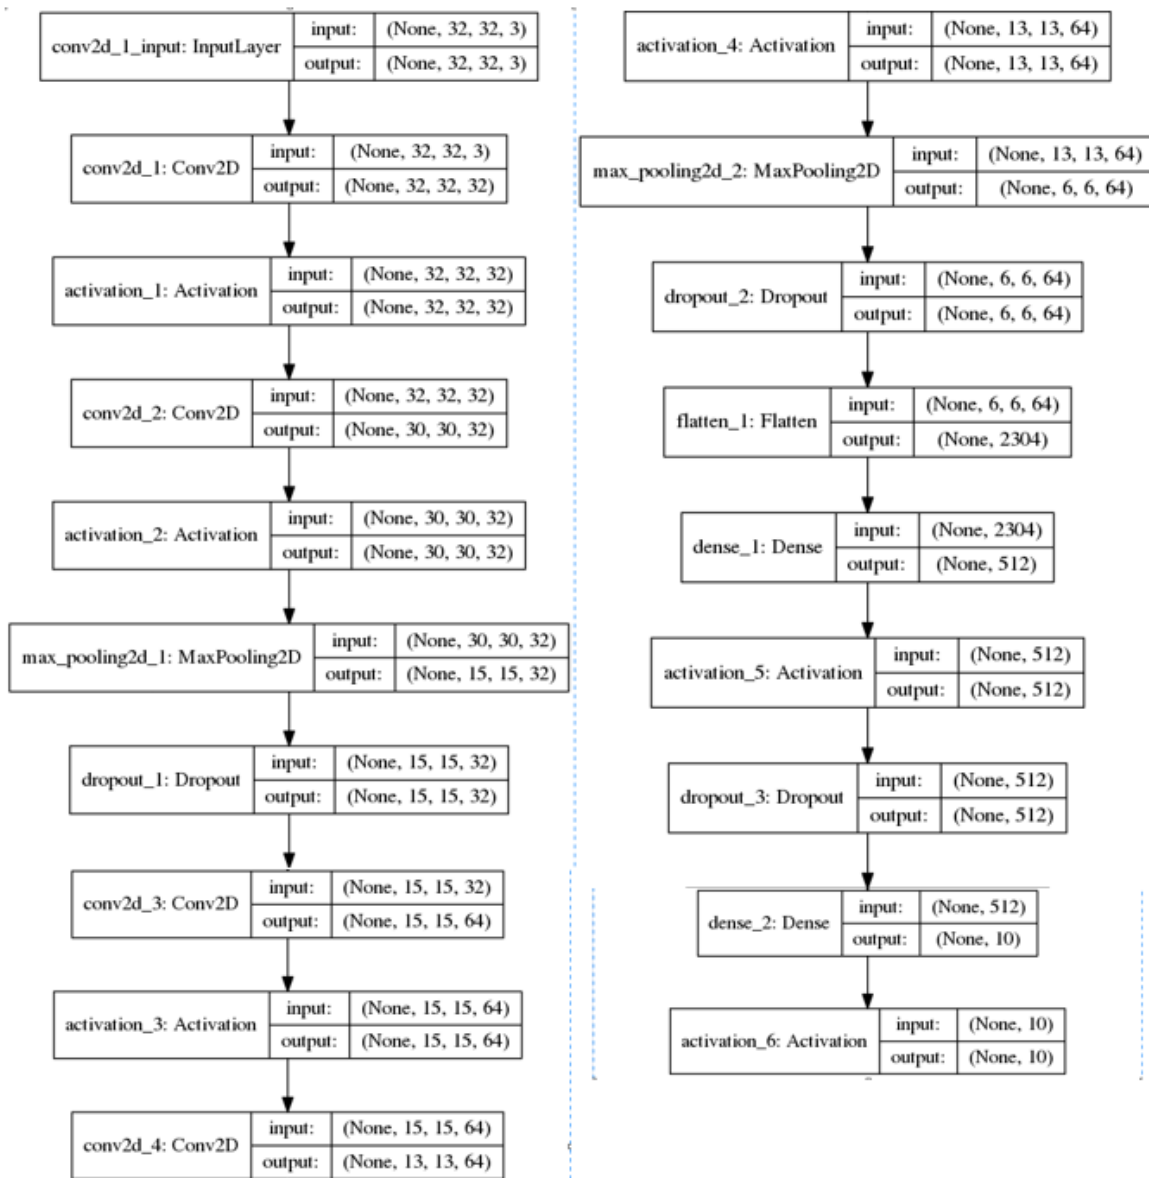 conv2d_1_input: InputLayer
input: (None, 32, 32, 3)
output: (None, 32, 32, 3)
conv2d_1: Conv2D
input: (None, 32, 32, 3)
output: (None, 32, 32, 32)
activation_1: Activation
input: (None, 32, 32, 32)
output: (None, 32, 32, 32)
conv2d_2: Conv2D
input: (None, 32, 32, 32)
output: (None, 30, 30, 32)
activation_2: Activation
input: (None, 30, 30, 32)
output: (None, 30, 30, 32)
max_pooling2d_1: MaxPooling2D
input: (None, 30, 30, 32)
output: (None, 15, 15, 32)
dropout_1: Dropout
input: (None, 15, 15, 32)
output: (None, 15, 15, 32)
conv2d_3: Conv2D
input: (None, 15, 15, 32)
output: (None, 15, 15, 64)
activation_3: Activation
input: (None, 15, 15, 64)
output: (None, 15, 15, 64)
conv2d_4: Conv2D
input: (None, 15, 15, 64)
output: (None, 13, 13, 64)
activation_4: Activation
input: (None, 13, 13, 64)
output: (None, 13, 13, 64)
max_pooling2d_2: MaxPooling2D
input: (None, 13, 13, 64)
output: (None, 6, 6, 64)
dropout_2: Dropout
input: (None, 6, 6, 64)
output: (None, 6, 6, 64)
flatten_1: Flatten
input: (None, 6, 6, 64)
output: (None, 2304)
dense_1: Dense
input: (None, 2304)
output: (None, 512)
activation_5: Activation
input: (None, 512)
output: (None, 512)
dropout_3: Dropout
input: (None, 512)
output: (None, 512)
dense_2: Dense
input: (None, 512)
output: (None, 10)
activation_6: Activation
input: (None, 10)
output: (None, 10)